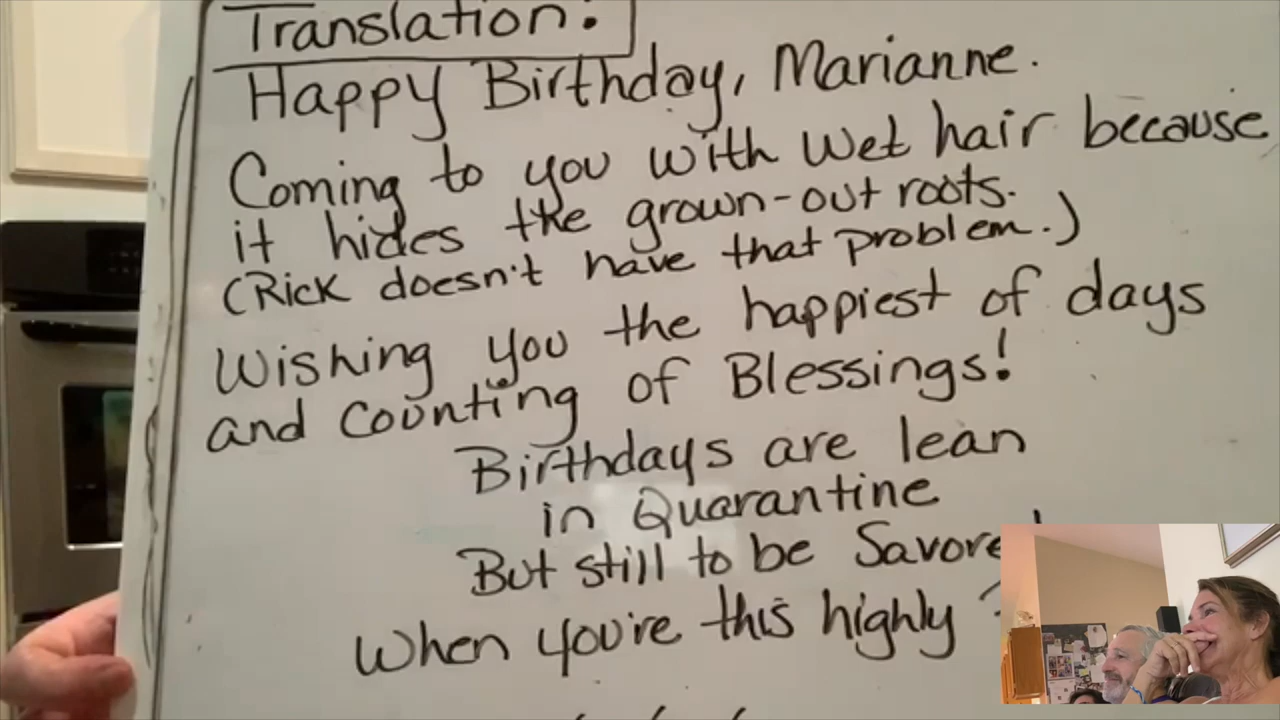 Translation:
Happy Birthday, Marianne.
Coming to you with wet hair because
it hides the grown-out roots.
(Rick doesn't have that problem.)
Wishing you the happiest of days
and Counting of Blessings!
Birthdays are lean
in Quarantine
But still to be
When you're this highly